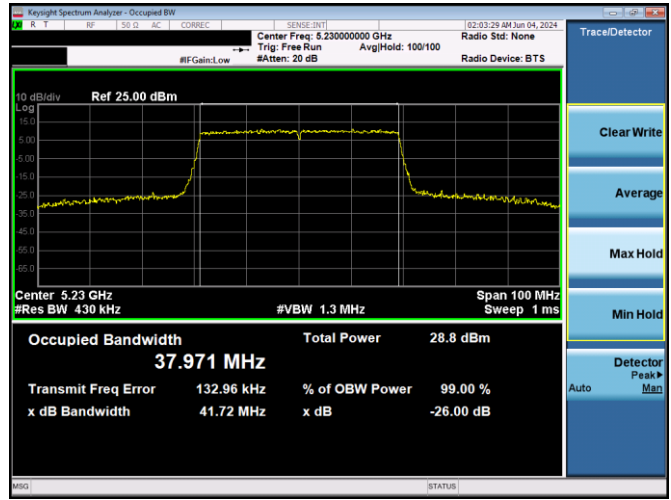 Keysight Spectrum Analyzer - Occupied BW
LXI R T RF 50 Ω AC CORREC SENSE:INT 02:03:29 AM Jun 04, 2024
Center Freq: 5.230000000 GHz Radio Std: None
Trig: Free Run Avg|Hold: 100/100
#IFGain:Low #Atten: 20 dB Radio Device: BTS
Trace/Detector
10 dB/div Ref 25.00 dBm
Log
15.0
5.00
-5.00
-15.0
-25.0
-35.0
-45.0
-55.0
-65.0
Center 5.23 GHz Span 100 MHz
#Res BW 430 kHz #VBW 1.3 MHz Sweep 1 ms
Occupied Bandwidth Total Power 28.8 dBm
37.971 MHz
Transmit Freq Error 132.96 kHz % of OBW Power 99.00 %
x dB Bandwidth 41.72 MHz x dB -26.00 dB
Clear Write
Average
Max Hold
Min Hold
Detector
Peak▶
Auto Man
MSG STATUS